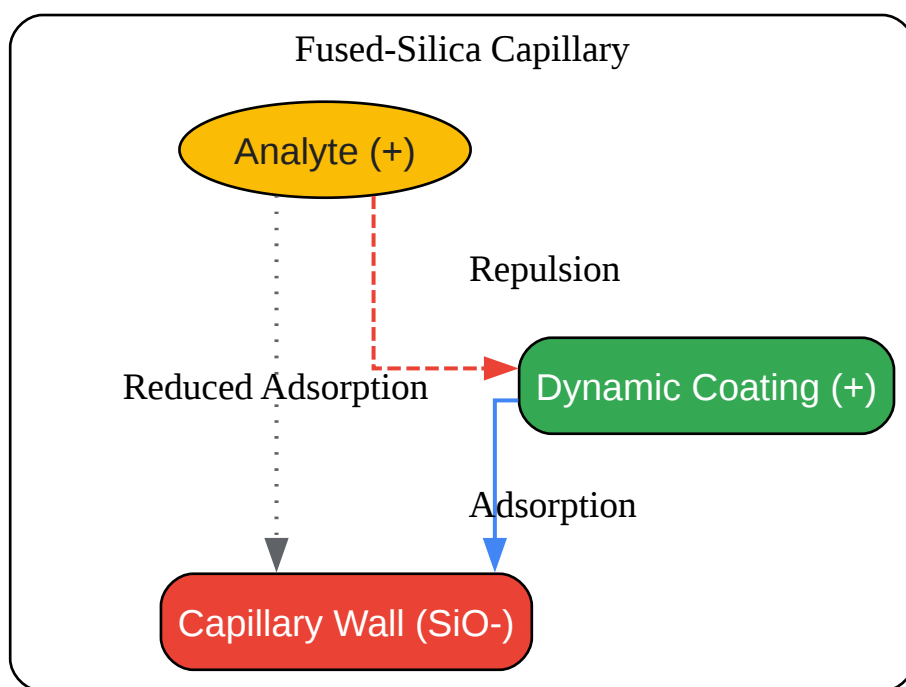 Fused-Silica Capillary
Analyte (+)
Repulsion
Reduced Adsorption
Dynamic Coating (+)
Adsorption
Capillary Wall (SiO-)